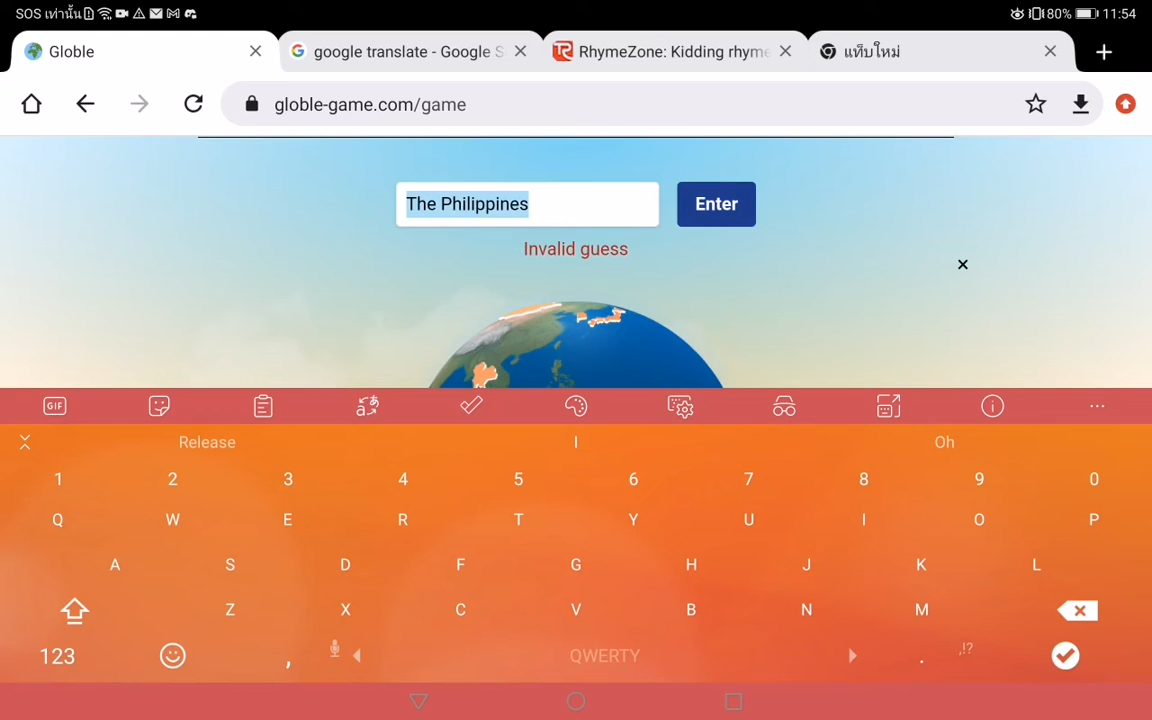 SOS เท่านั้น 80% 11:54
Globle google translate - Google S RhymeZone: Kidding rhyme แท็บใหม่
globle-game.com/game
The Philippines Enter
Invalid guess
GIF
Release I Oh
1 2 3 4 5 6 7 8 9 0
Q W E R T Y U I O P
A S D F G H J K L
Z X C V B N M
123 , QWERTY . ,!?